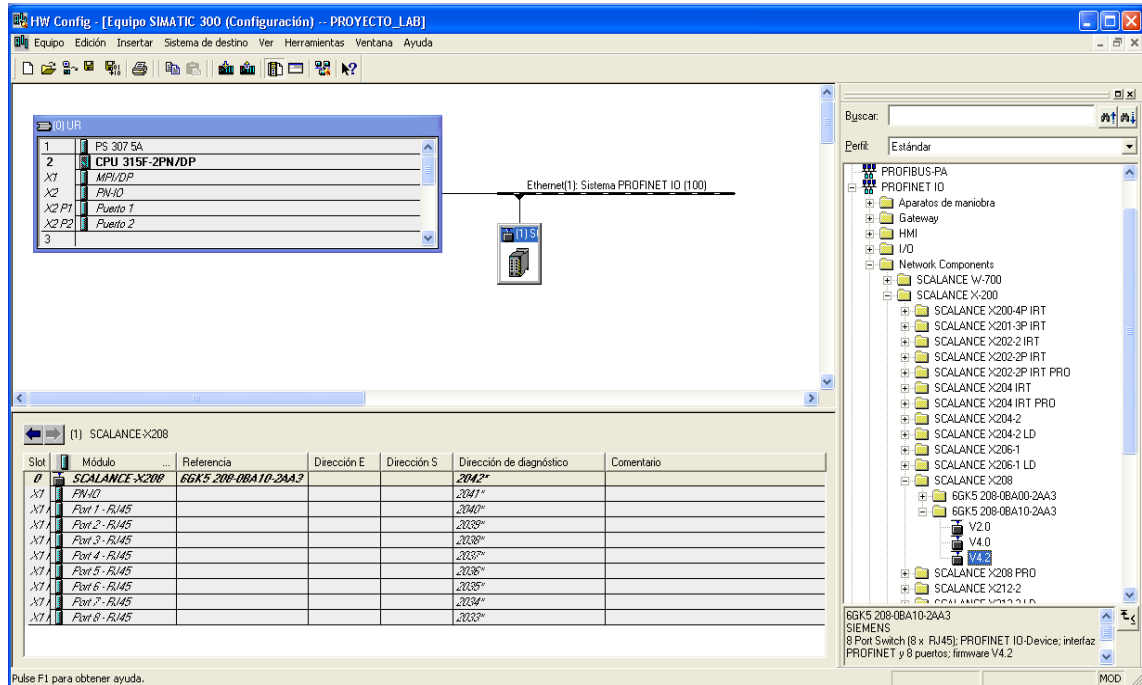 HW Config - [Equipo SIMATIC 300 (Configuración) -- PROYECTO_LAB]
Equipo Edición Insertar Sistema de destino Ver Herramientas Ventana Ayuda
(0) UR
1 PS 307 5A
2 CPU 315F-2PN/DP
X1 MPI/DP
X2 PN-IO
X2 P1 Puerto 1
X2 P2 Puerto 2
3
Ethernet(1): Sistema PROFINET IO (100)
(1) S
(1) SCALANCE-X208
Slot Módulo ... Referencia Dirección E Dirección S Dirección de diagnóstico Comentario
0 SCALANCE-X208 6GK5 208-0BA10-2AA3 2042*
X1 PN-IO 2041*
X1 Port 1 - RJ45 2040*
X1 Port 2 - RJ45 2039*
X1 Port 3 - RJ45 2038*
X1 Port 4 - RJ45 2037*
X1 Port 5 - RJ45 2036*
X1 Port 6 - RJ45 2035*
X1 Port 7 - RJ45 2034*
X1 Port 8 - RJ45 2033*
Buscar:
Perfil: Estándar
PROFIBUS-PA
PROFINET IO
Aparatos de maniobra
Gateway
HMI
I/O
Network Components
SCALANCE W-700
SCALANCE X-200
SCALANCE X200-4P IRT
SCALANCE X201-3P IRT
SCALANCE X202-2 IRT
SCALANCE X202-2P IRT
SCALANCE X202-2P IRT PRO
SCALANCE X204 IRT
SCALANCE X204 IRT PRO
SCALANCE X204-2
SCALANCE X204-2 LD
SCALANCE X206-1
SCALANCE X206-1 LD
SCALANCE X208
6GK5 208-0BA00-2AA3
6GK5 208-0BA10-2AA3
V2.0
V4.0
V4.2
SCALANCE X208 PRO
SCALANCE X212-2
SCALANCE X212-2 LD
6GK5 208-0BA10-2AA3
SIEMENS
8 Port Switch (8 x RJ45); PROFINET IO-Device; interfaz
PROFINET y 8 puertos; firmware V4.2
Pulse F1 para obtener ayuda.
MOD